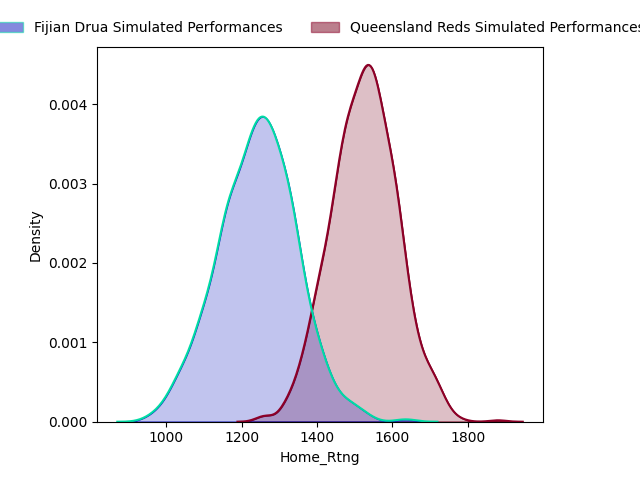 Fijian Drua Simulated Performances Queensland Reds Simulated Performances
0.004
0.003
0.002
0.001
0.000
Density
1000 1200 1400 1600 1800
Home_Rtng